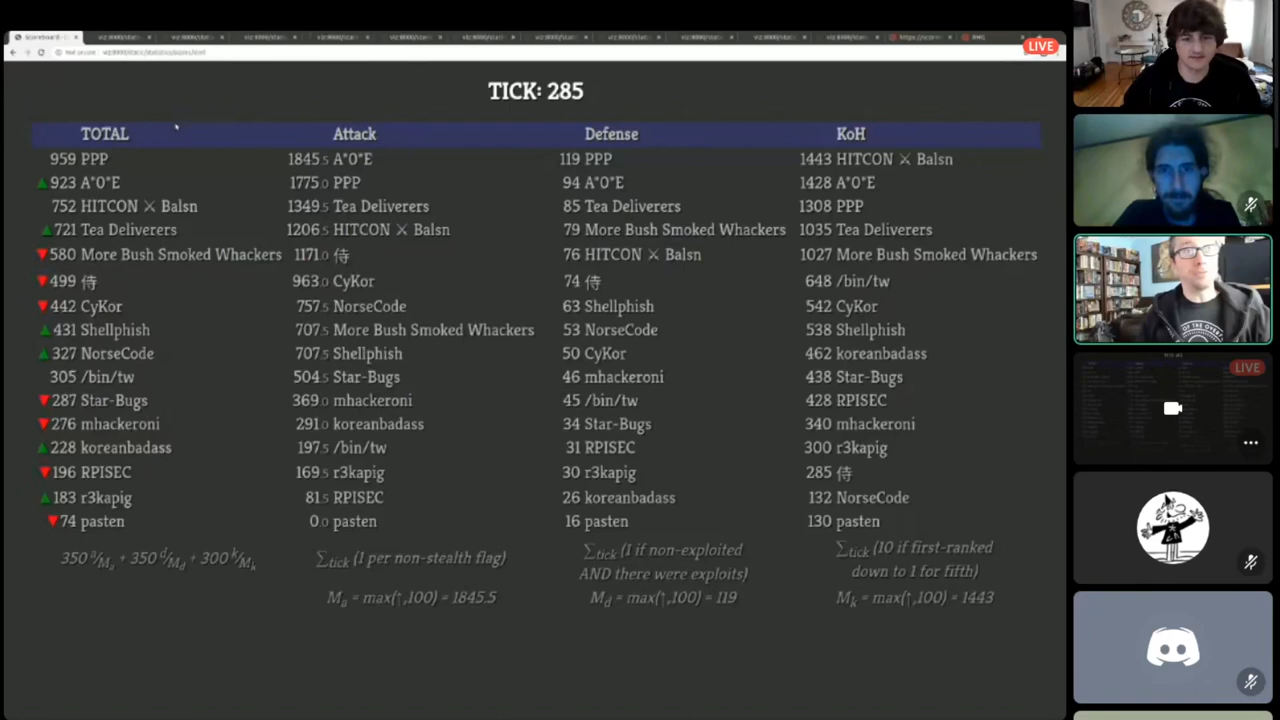 LIVE
TICK: 285
TOTAL Attack Defense KoH
959 PPP 1845.5 A*0*E 119 PPP 1443 HITCON ⚔ Balsn
923 A*0*E 1775.0 PPP 94 A*0*E 1428 A*0*E
752 HITCON ⚔ Balsn 1349.5 Tea Deliverers 85 Tea Deliverers 1308 PPP
721 Tea Deliverers 1206.5 HITCON ⚔ Balsn 79 More Bush Smoked Whackers 1035 Tea Deliverers
580 More Bush Smoked Whackers 1171.0 侍 76 HITCON ⚔ Balsn 1027 More Bush Smoked Whackers
499 侍 963.0 CyKor 74 侍 648 /bin/tw
442 CyKor 757.5 NorseCode 63 Shellphish 542 CyKor
431 Shellphish 707.5 More Bush Smoked Whackers 53 NorseCode 538 Shellphish
327 NorseCode 707.5 Shellphish 50 CyKor 462 koreanbadass
305 /bin/tw 504.5 Star-Bugs 46 mhackeroni 438 Star-Bugs
287 Star-Bugs 369.0 mhackeroni 45 /bin/tw 428 RPISEC
276 mhackeroni 291.0 koreanbadass 34 Star-Bugs 340 mhackeroni
228 koreanbadass 197.5 /bin/tw 31 RPISEC 300 r3kapig
196 RPISEC 169.5 r3kapig 30 r3kapig 285 侍
183 r3kapig 81.5 RPISEC 26 koreanbadass 132 NorseCode
74 pasten 0.0 pasten 16 pasten 130 pasten
350 a/Ma + 350 d/Md + 300 k/Mk
∑tick (1 per non-stealth flag)
Ma = max(↑,100) = 1845.5
∑tick (1 if non-exploited
AND there were exploits)
Md = max(↑,100) = 119
∑tick (10 if first-ranked
down to 1 for fifth)
Mk = max(↑,100) = 1443
LIVE